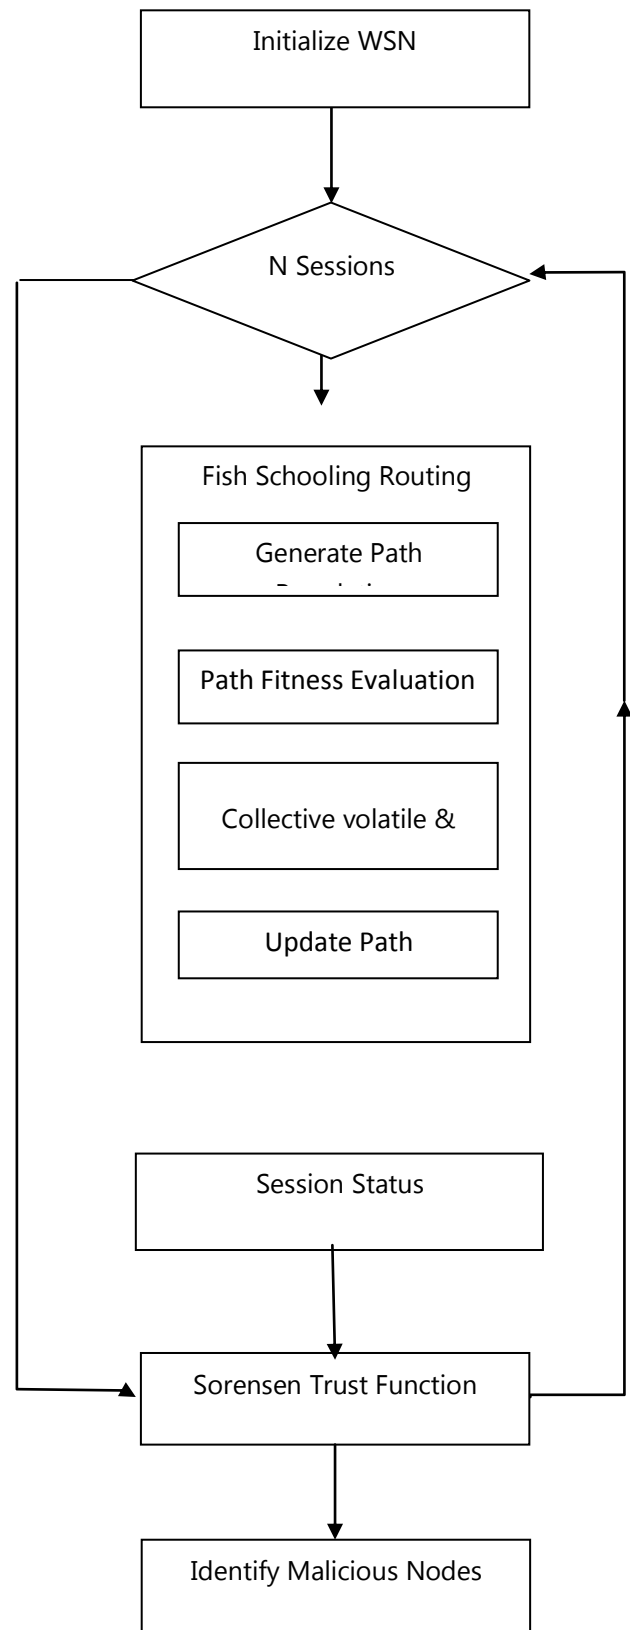 Initialize WSN
N Sessions
Fish Schooling Routing
Generate Path
Path Fitness Evaluation
Collective volatile &
Update Path
Session Status
Sorensen Trust Function
Identify Malicious Nodes